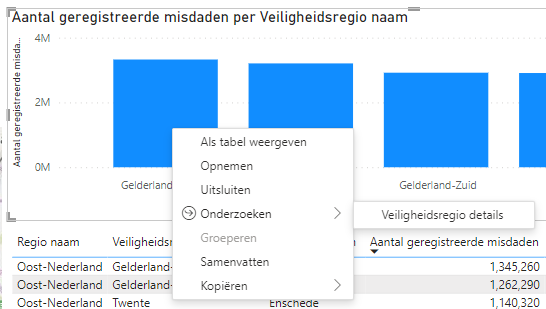 Aantal geregistreerde misdaden per Veiligheidsregio naam
Aantal geregistreerde misda...
4M
2M
0M
Gelderland-
Gelderland-Zuid
Als tabel weergeven
Opnemen
Uitsluiten
Onderzoeken
Veiligheidsregio details
Groeperen
Samenvatten
Kopiëren
Regio naam Veiligheidsre Aantal geregistreerde misdaden
Oost-Nederland Gelderland- 1,345,260
Oost-Nederland Gelderland- 1,262,290
Oost-Nederland Twente Enschede 1,140,320